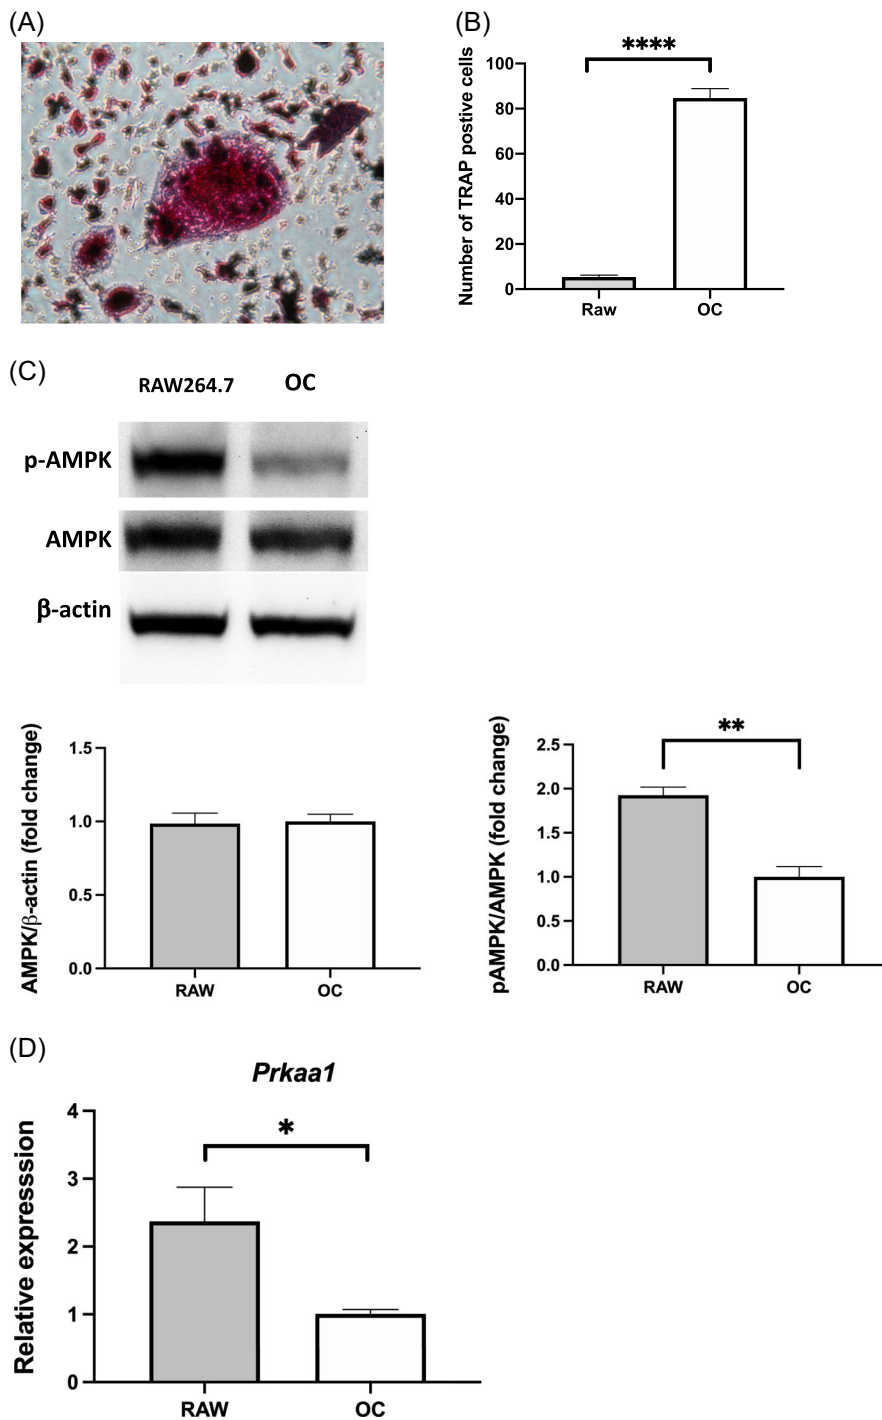 (A)
(B)
****
Number of TRAP postive cells
100
80
60
40
20
0
Raw OC
(C)
RAW264.7 OC
p-AMPK
AMPK
β-actin
AMPK/β-actin (fold change)
1.5
1.0
0.5
0.0
RAW OC
pAMPK/AMPK (fold change)
**
2.5
2.0
1.5
1.0
0.5
0.0
RAW OC
(D)
Prkaa1
Relative expresssion
*
4
3
2
1
0
RAW OC